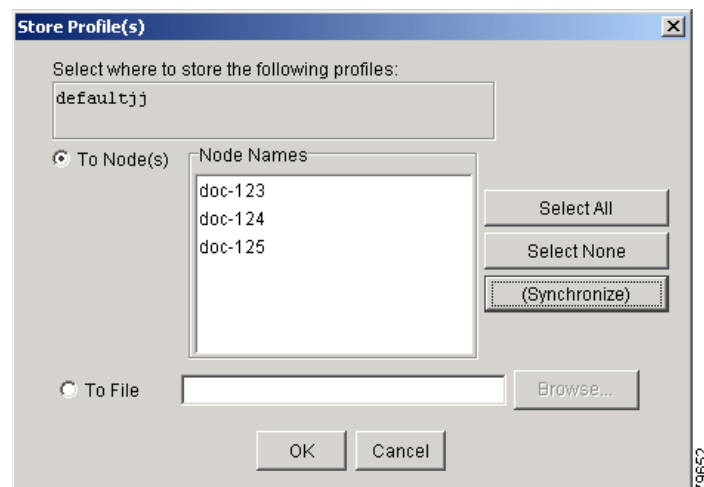 Store Profile(s)
Select where to store the following profiles:
defaultjj
To Node(s)
Node Names
doc-123
doc-124
doc-125
Select All
Select None
(Synchronize)
To File
Browse...
OK
Cancel
79652